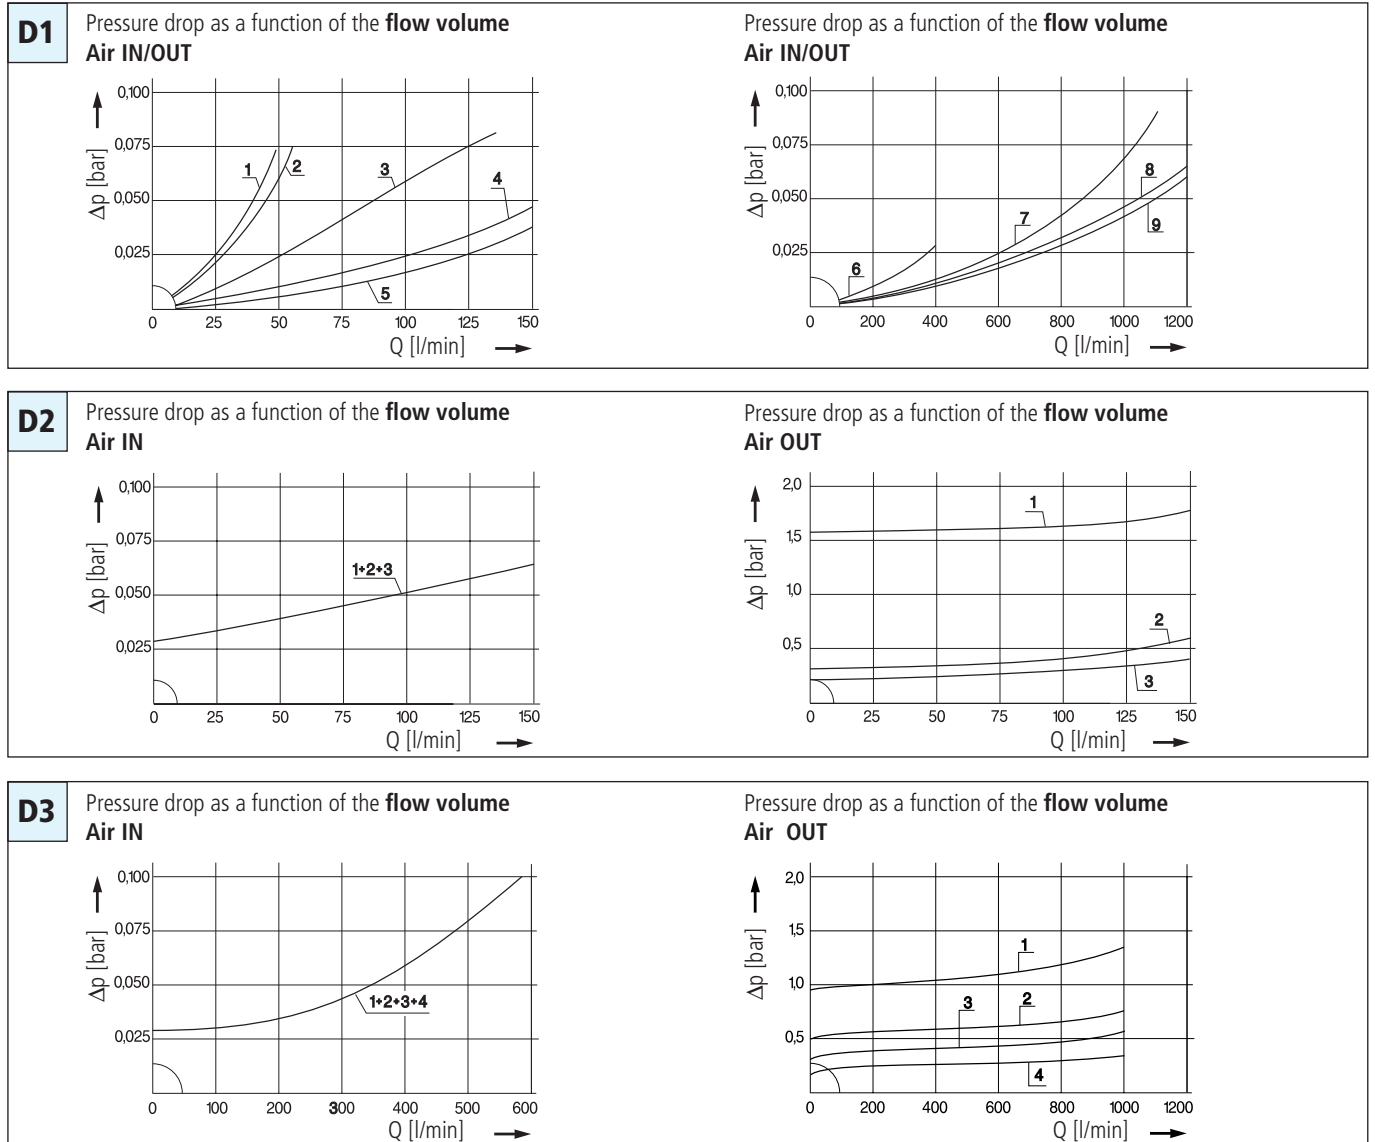 D1
Pressure drop as a function of the flow volume
Air IN/OUT
0,100
0,075
0,050
0,025
Δp [bar]
1
2
3
4
5
0 25 50 75 100 125 150
Q [l/min]
Pressure drop as a function of the flow volume
Air IN/OUT
0,100
0,075
0,050
0,025
Δp [bar]
6
7
8
9
0 200 400 600 800 1000 1200
Q [l/min]
D2
Pressure drop as a function of the flow volume
Air IN
0,100
0,075
0,050
0,025
Δp [bar]
1+2+3
0 25 50 75 100 125 150
Q [l/min]
Pressure drop as a function of the flow volume
Air OUT
2,0
1,5
1,0
0,5
Δp [bar]
1
2
3
0 25 50 75 100 125 150
Q [l/min]
D3
Pressure drop as a function of the flow volume
Air IN
0,100
0,075
0,050
0,025
Δp [bar]
1+2+3+4
0 100 200 300 400 500 600
Q [l/min]
Pressure drop as a function of the flow volume
Air OUT
2,0
1,5
1,0
0,5
Δp [bar]
1
2
3
4
0 200 400 600 800 1000 1200
Q [l/min]